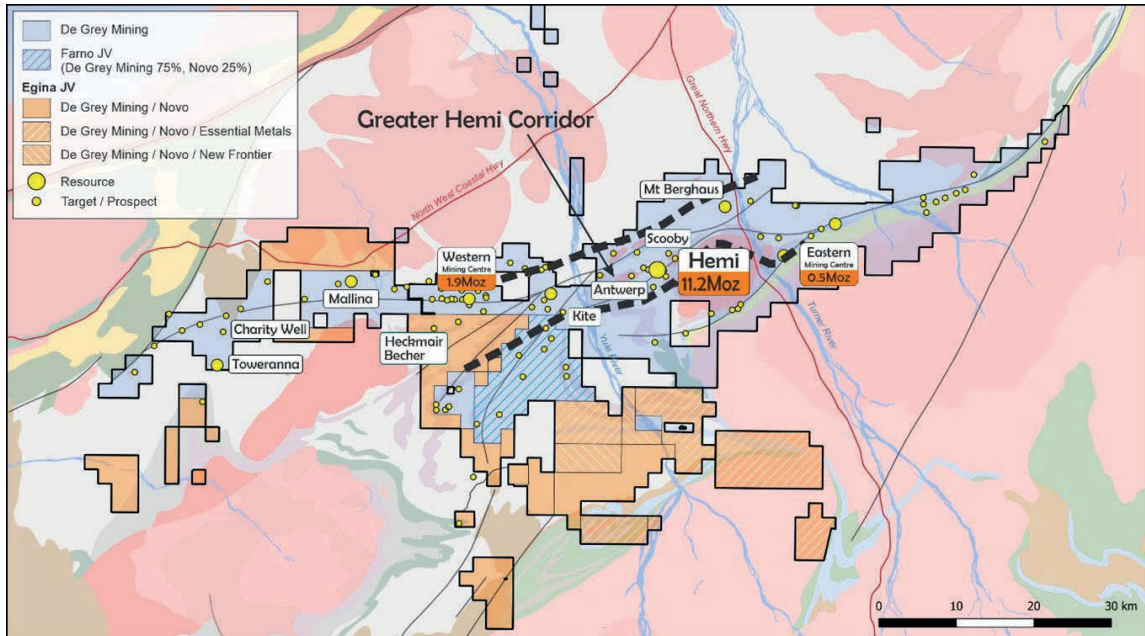 De Grey Mining
Farno JV
(De Grey Mining 75%, Novo 25%)
Egina JV
De Grey Mining / Novo
De Grey Mining / Novo / Essential Metals
De Grey Mining / Novo / New Frontier
Resource
Target / Prospect
Greater Hemi Corridor
North West Coastal Hwy
Great Northern Hwy
Mt Berghaus
Scooby
Western
Mining Centre
1.9Moz
Hemi
11.2Moz
Eastern
Mining Centre
0.5Moz
Mallina
Antwerp
Kite
Charity Well
Heckmair
Becher
Toweranna
Yule River
Turner River
0 10 20 30 km